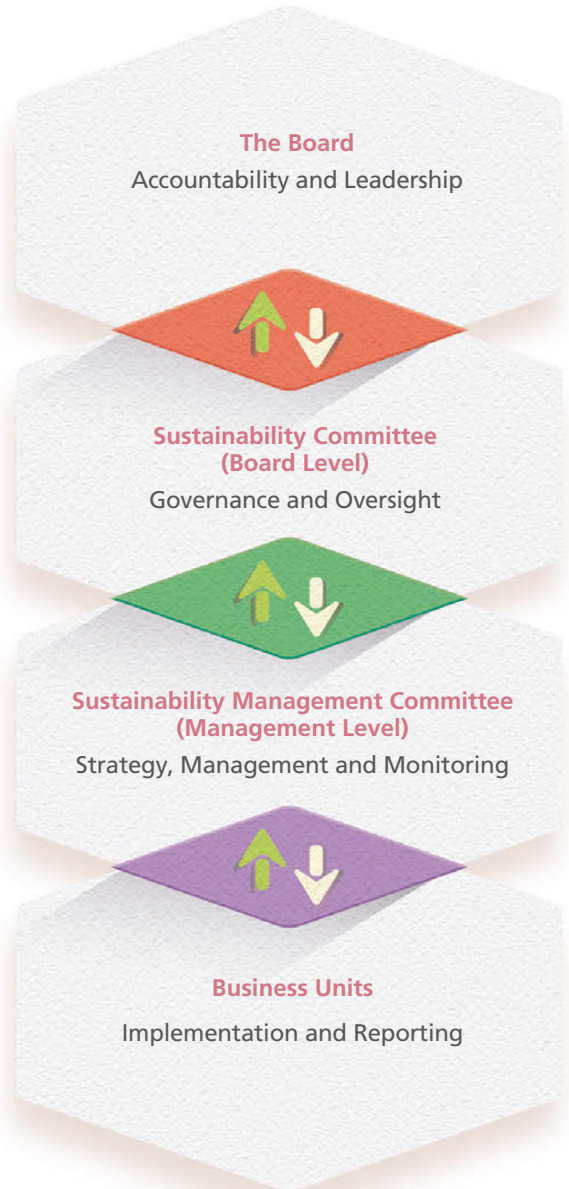 The Board
Accountability and Leadership
Sustainability Committee
(Board Level)
Governance and Oversight
Sustainability Management Committee
(Management Level)
Strategy, Management and Monitoring
Business Units
Implementation and Reporting